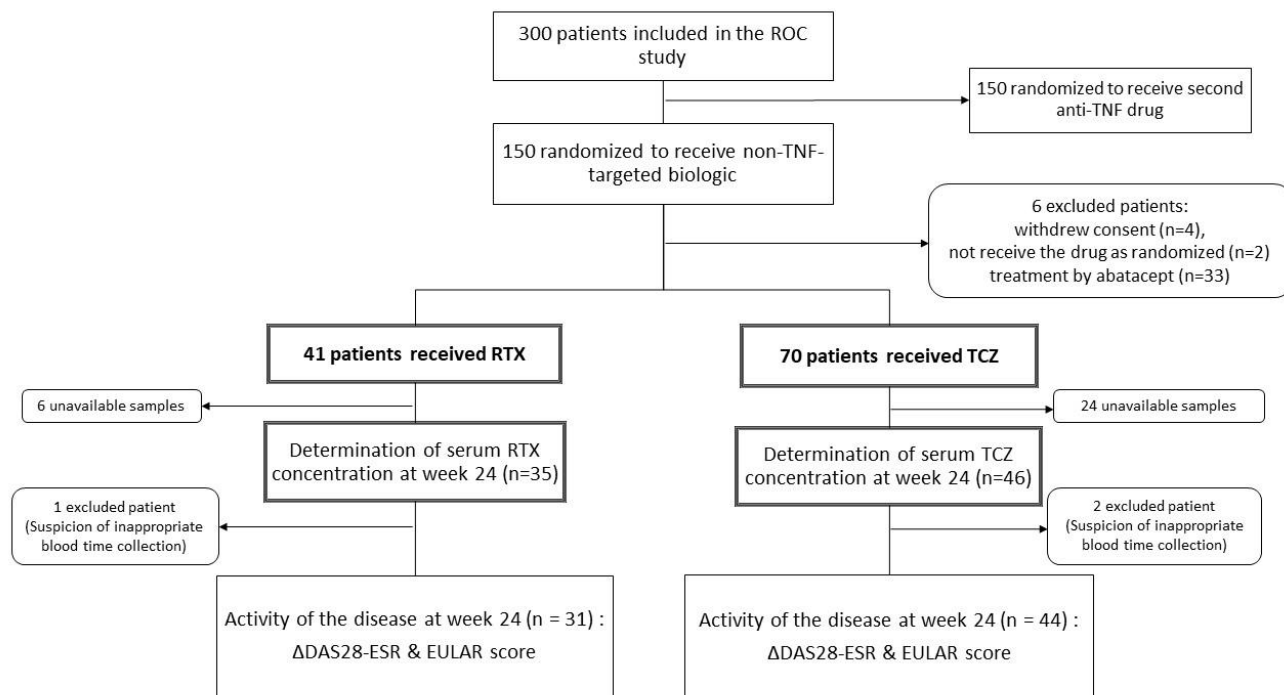 300 patients included in the ROC
study
150 randomized to receive second
anti-TNF drug
150 randomized to receive non-TNF-
targeted biologic
6 excluded patients:
withdrew consent (n=4),
not receive the drug as randomized (n=2)
treatment by abatacept (n=33)
41 patients received RTX
70 patients received TCZ
6 unavailable samples
24 unavailable samples
Determination of serum RTX
concentration at week 24 (n=35)
Determination of serum TCZ
concentration at week 24 (n=46)
1 excluded patient
(Suspicion of inappropriate
blood time collection)
2 excluded patient
(Suspicion of inappropriate
blood time collection)
Activity of the disease at week 24 (n = 31) :
ΔDAS28-ESR & EULAR score
Activity of the disease at week 24 (n = 44) :
ΔDAS28-ESR & EULAR score